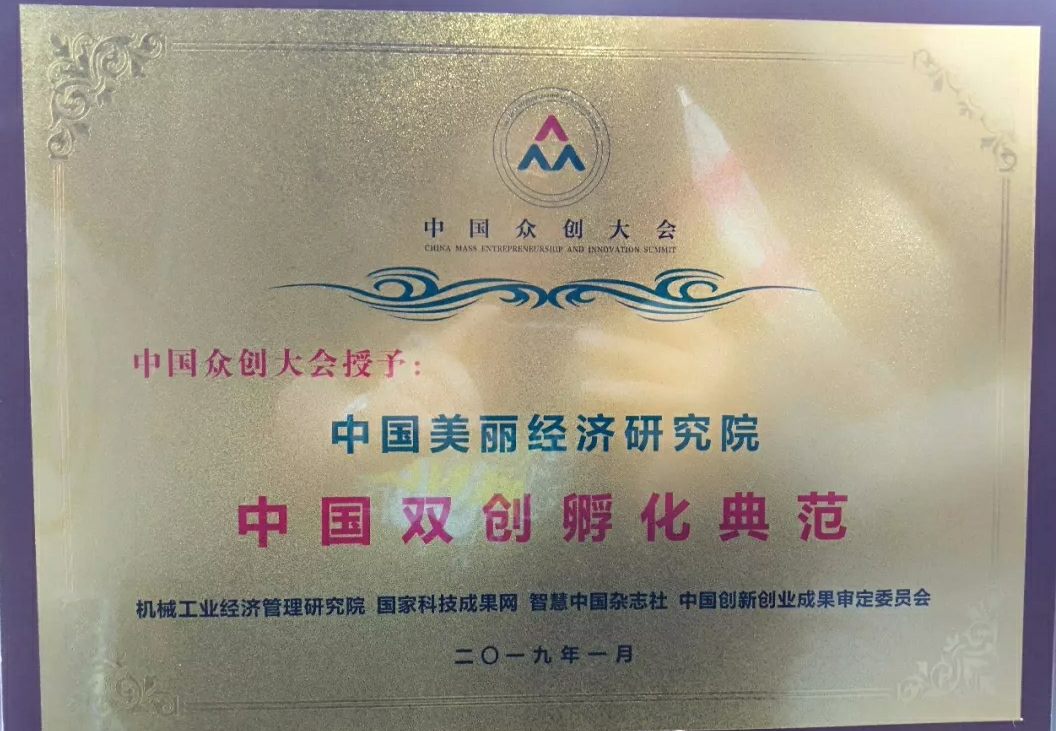 中国众创大会
CHINA MASS ENTREPRENEURSHIP AND INNOVATION SUMMIT
中国众创大会授予：
中国美丽经济研究院
中国双创孵化典范
机械工业经济管理研究院 国家科技成果网 智慧中国杂志社 中国创新创业成果审定委员会
二〇一九年一月